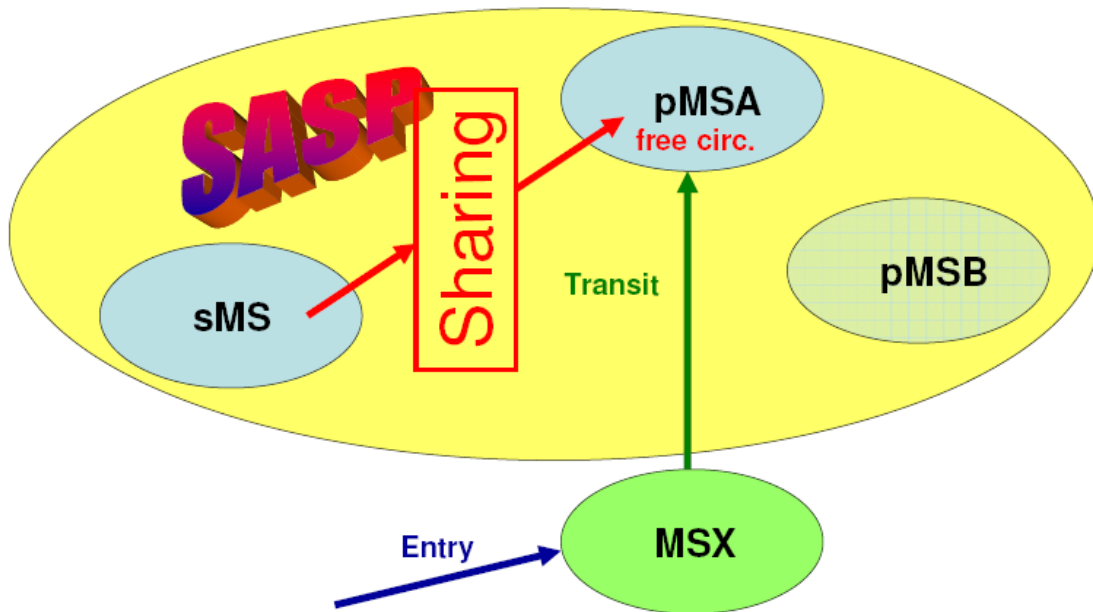 SASP
Sharing
pMSA
free circ.
sMS
Transit
pMSB
Entry
MSX